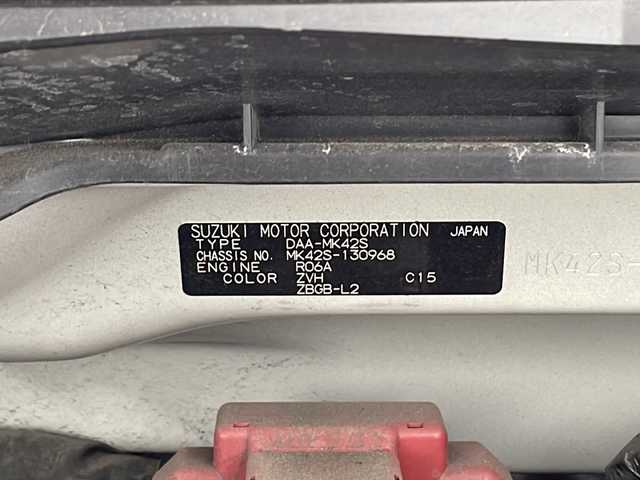 SUZUKI MOTOR CORPORATION JAPAN
TYPE DAA-MK42S
CHASSIS NO. MK42S-130968
ENGINE R06A
COLOR ZVH C15
ZBGB-L2
MK42S-